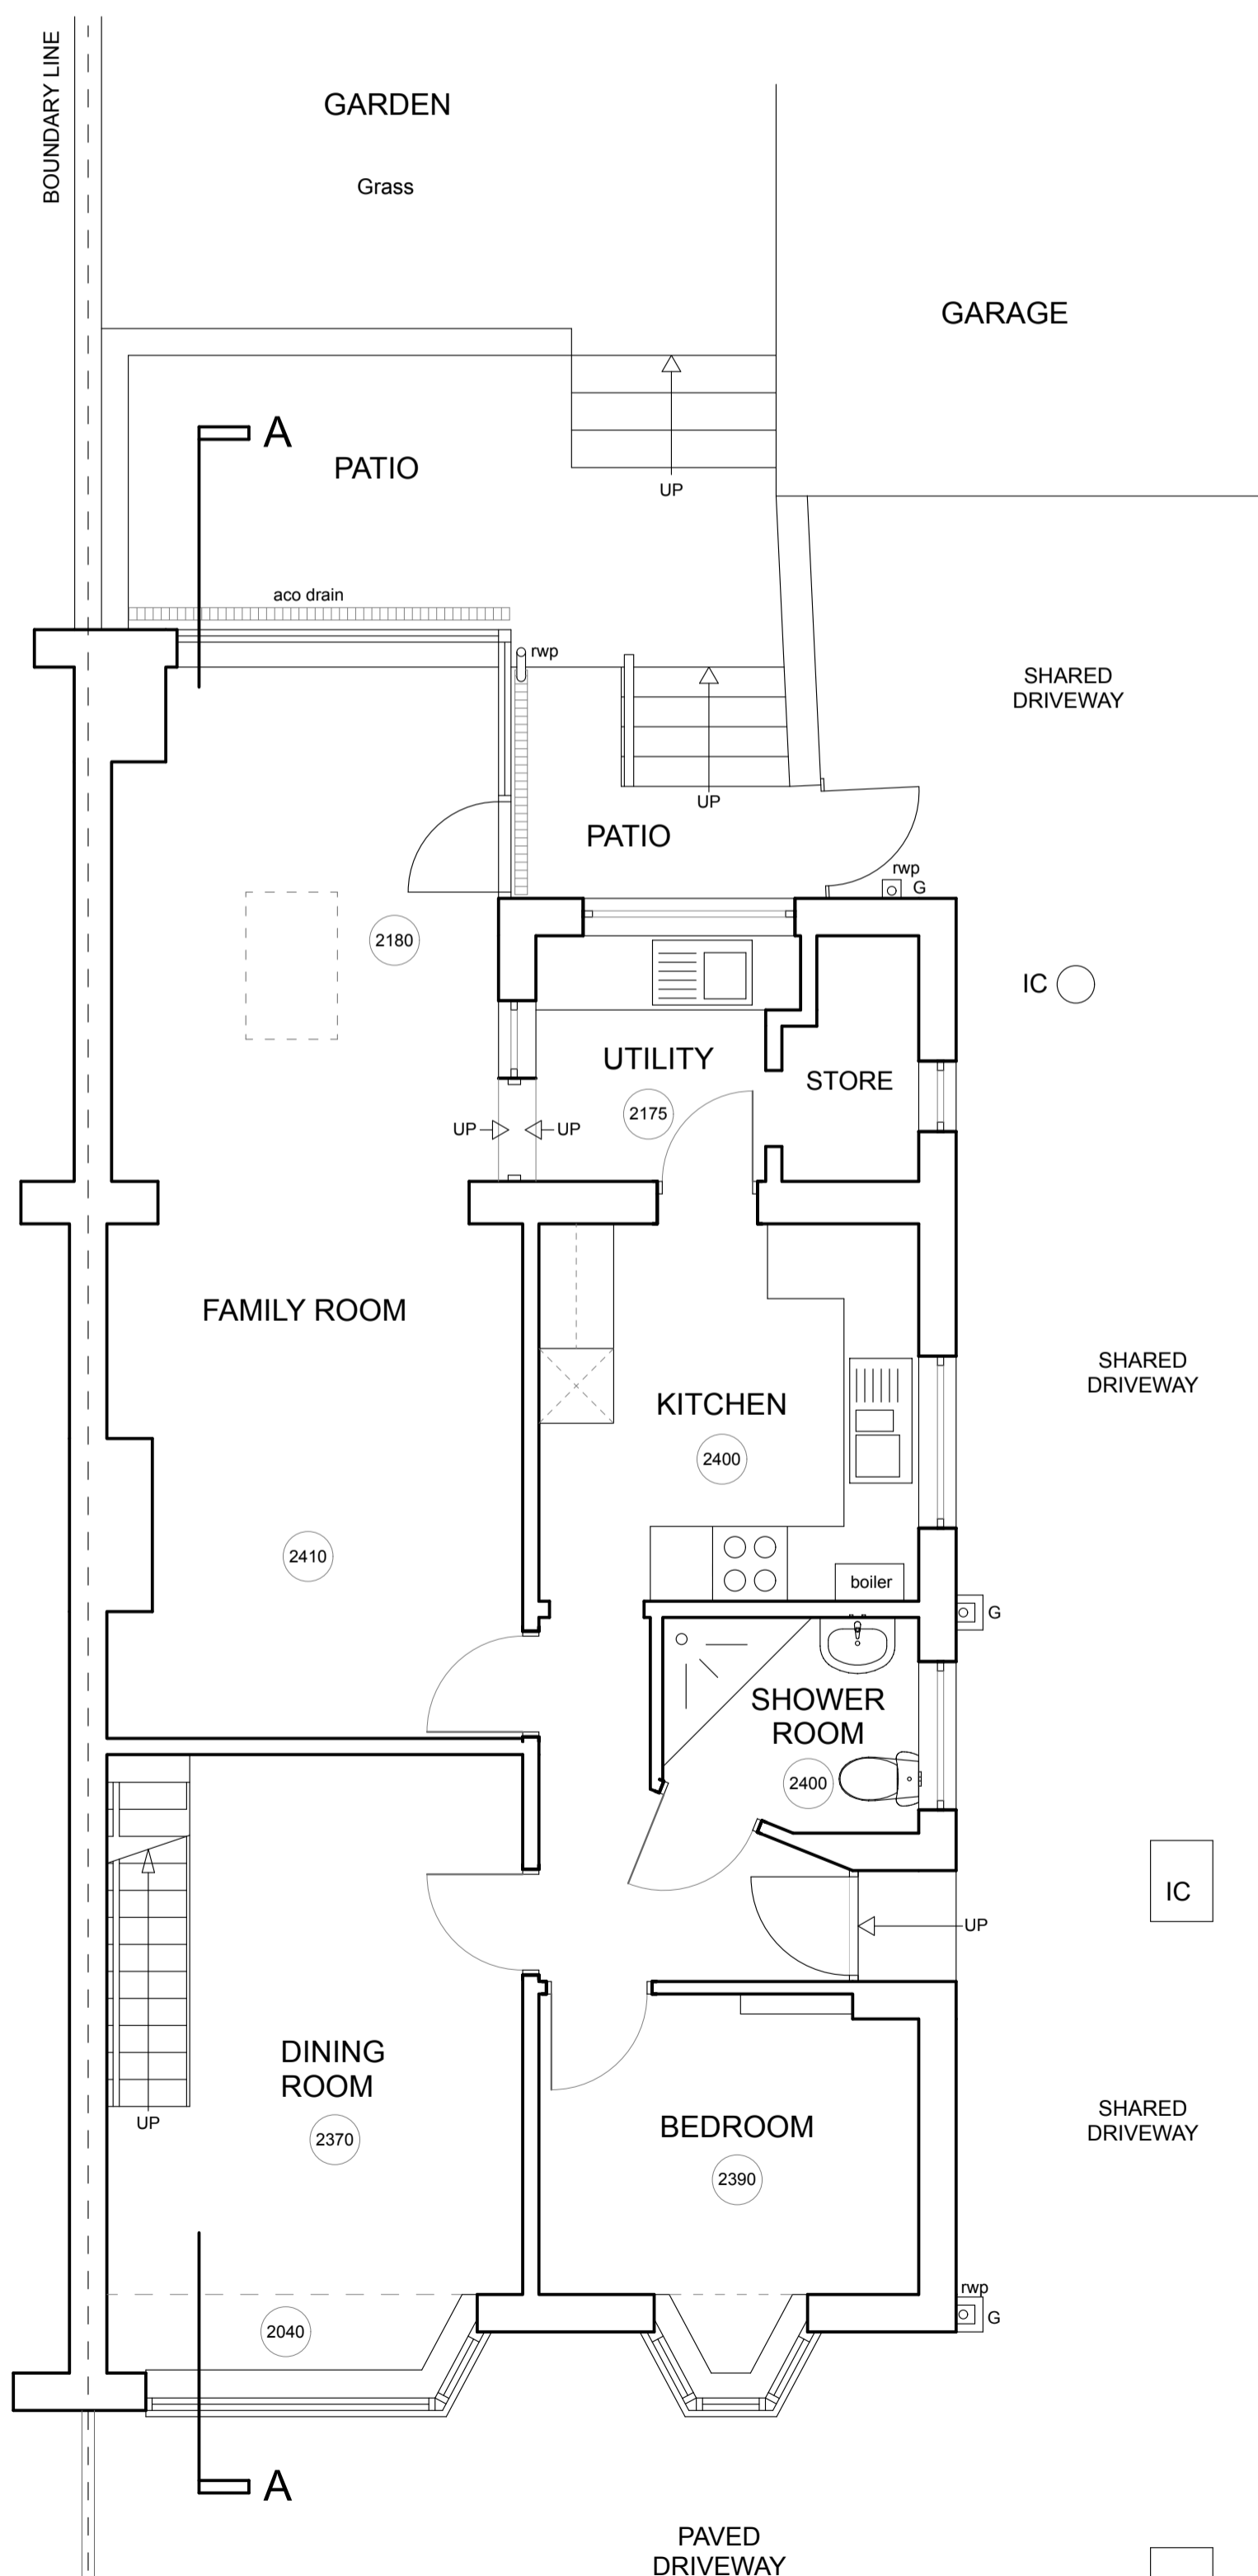 BOUNDARY LINE
GARDEN
Grass
GARAGE
A
PATIO
UP
aco drain
rwp
SHARED
DRIVEWAY
UP
PATIO
rwp
G
2180
IC
UTILITY
STORE
2175
UP
UP
FAMILY ROOM
SHARED
DRIVEWAY
KITCHEN
2400
2410
boiler
G
SHOWER
ROOM
2400
IC
UP
DINING
ROOM
SHARED
DRIVEWAY
UP
BEDROOM
2370
2390
rwp
G
2040
A
PAVED
DRIVEWAY